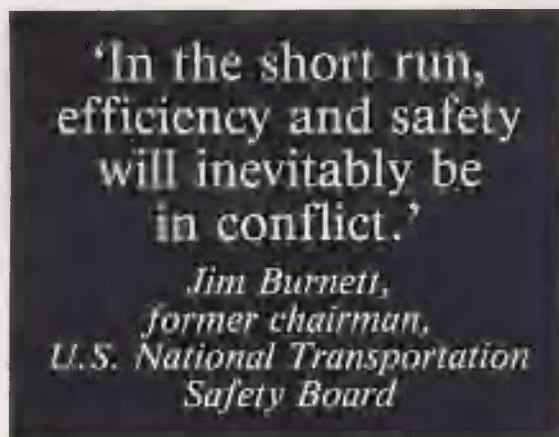 'In the short run,
efficiency and safety
will inevitably be
in conflict.'
Jim Burnett,
former chairman,
U.S. National Transportation
Safety Board